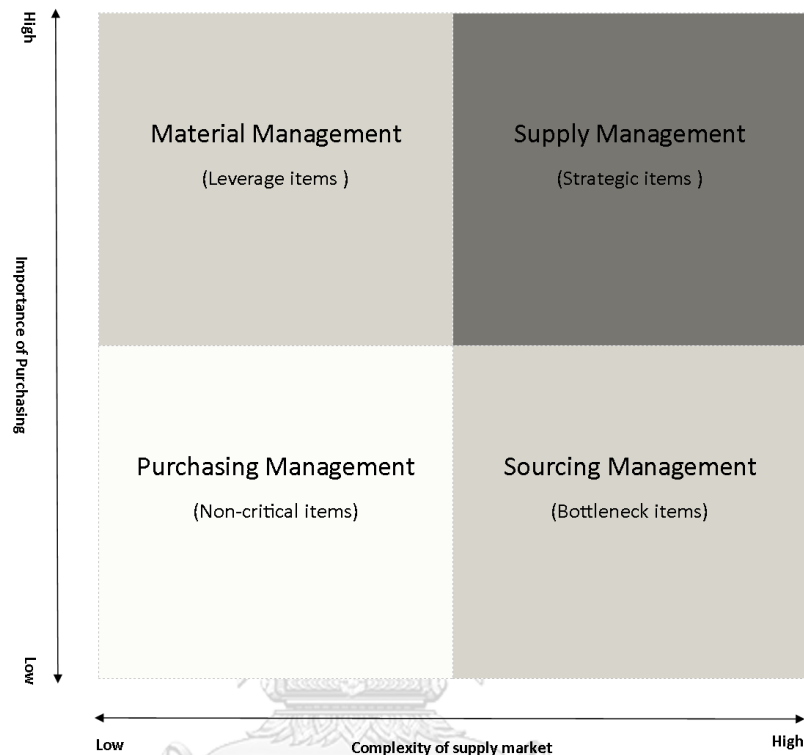 High
Material Management
(Leverage items )
Supply Management
(Strategic items )
Importance of Purchasing
Purchasing Management
(Non-critical items)
Sourcing Management
(Bottleneck items)
Low
Low
Complexity of supply market
High